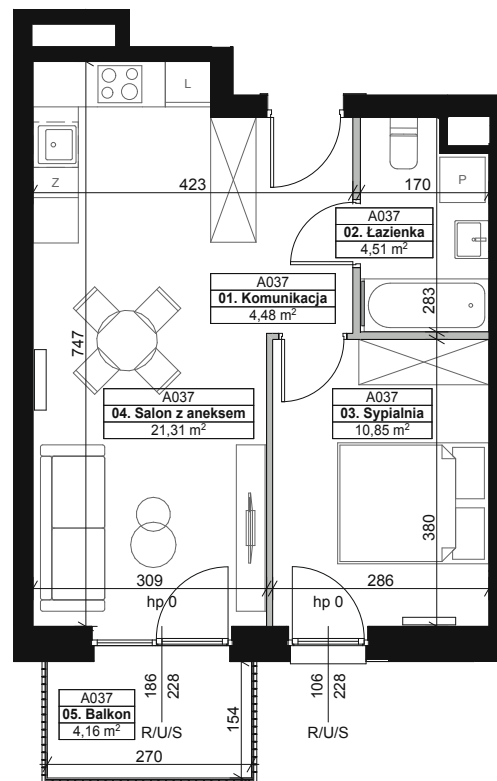 L
Z
423
170
P
A037
02. Łazienka
4,51 m²
A037
01. Komunikacja
4,48 m²
283
747
A037
04. Salon z aneksem
21,31 m²
A037
03. Sypialnia
10,85 m²
380
309
286
hp 0
hp 0
186
228
106
228
A037
05. Balkon
4,16 m²
154
R/U/S
R/U/S
270